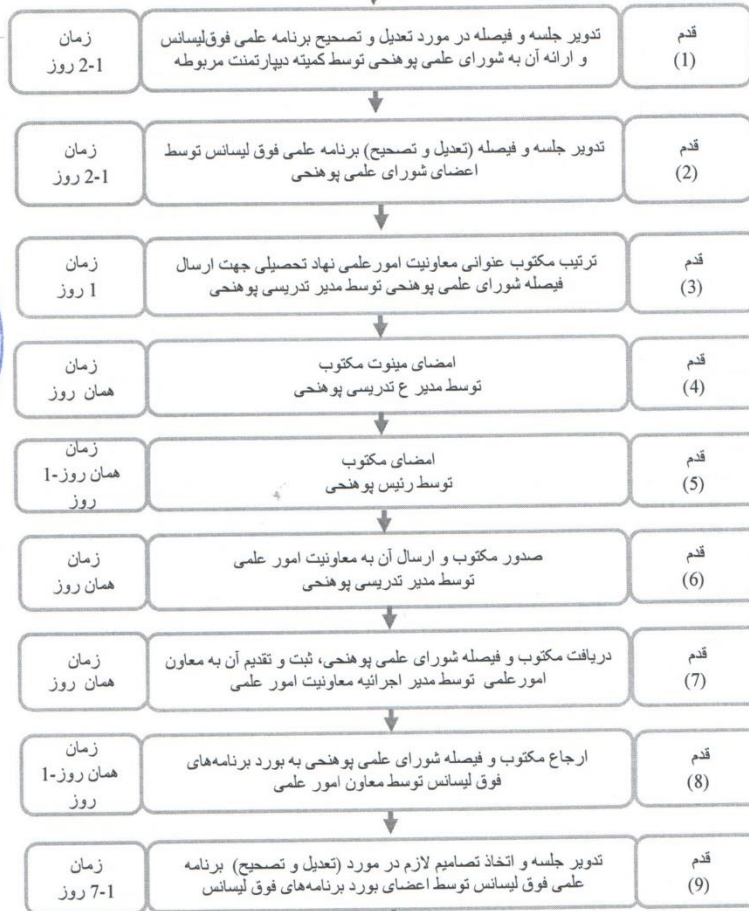 قدم
(1)
تدویر جلسه و فیصله در مورد تعدیل و تصحیح برنامه علمی فوق‌لیسانس
و ارائه آن به شورای علمی پوهنحی توسط کمیته دیپارتمنت مربوطه
زمان
1-2 روز
قدم
(2)
تدویر جلسه و فیصله (تعدیل و تصحیح) برنامه علمی فوق لیسانس توسط
اعضای شورای علمی پوهنحی
زمان
1-2 روز
قدم
(3)
ترتیب مکتوب عنوانی معاونیت امورعلمی نهاد تحصیلی جهت ارسال
فیصله شورای علمی پوهنحی توسط مدیر تدریسی پوهنحی
زمان
1 روز
قدم
(4)
امضای مینوت مکتوب
توسط مدیر ع تدریسی پوهنحی
زمان
همان روز
قدم
(5)
امضای مکتوب
توسط رئیس پوهنحی
زمان
همان روز-1
روز
قدم
(6)
صدور مکتوب و ارسال آن به معاونیت امور علمی
توسط مدیر تدریسی پوهنحی
زمان
همان روز
قدم
(7)
دریافت مکتوب و فیصله شورای علمی پوهنحی، ثبت و تقدیم آن به معاون
امورعلمی توسط مدیر اجرائیه معاونیت امور علمی
زمان
همان روز
قدم
(8)
ارجاع مکتوب و فیصله شورای علمی پوهنحی به بورد برنامه‌های
فوق لیسانس توسط معاون امور علمی
زمان
همان روز-1
روز
قدم
(9)
تدویر جلسه و اتخاذ تصامیم لازم در مورد (تعدیل و تصحیح) برنامه
علمی فوق لیسانس توسط اعضای بورد برنامه‌های فوق لیسانس
زمان
1-7 روز